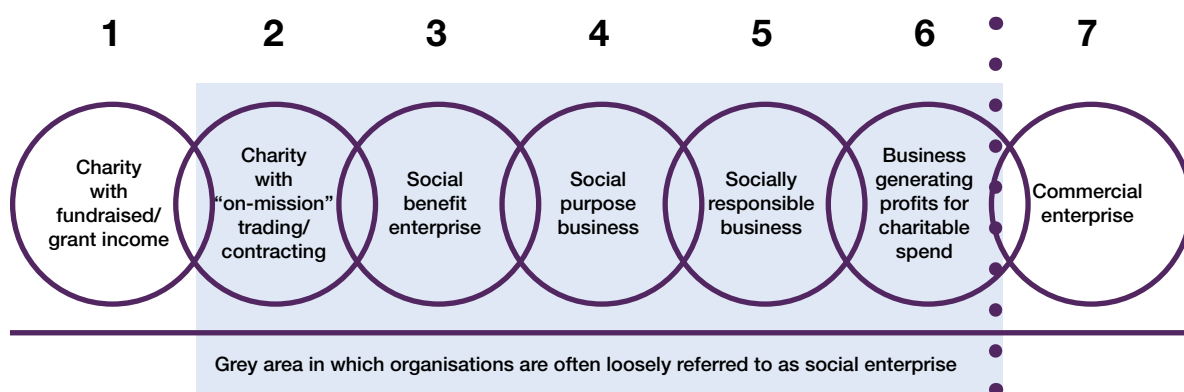 1
2
3
4
5
6
7
Charity
with
fundraised/
grant income
Charity
with
“on-mission”
trading/
contracting
Social
benefit
enterprise
Social
purpose
business
Socially
responsible
business
Business
generating
profits for
charitable
spend
Commercial
enterprise
Grey area in which organisations are often loosely referred to as social enterprise